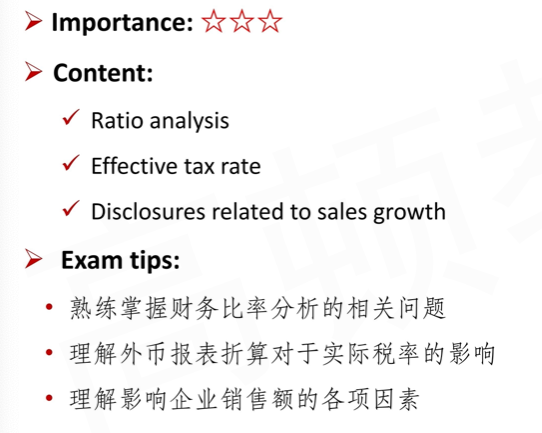 Importance: ☆☆☆
Content:
Ratio analysis
Effective tax rate
Disclosures related to sales growth
Exam tips:
熟练掌握财务比率分析的相关问题
理解外币报表折算对于实际税率的影响
理解影响企业销售额的各项因素
高顿教